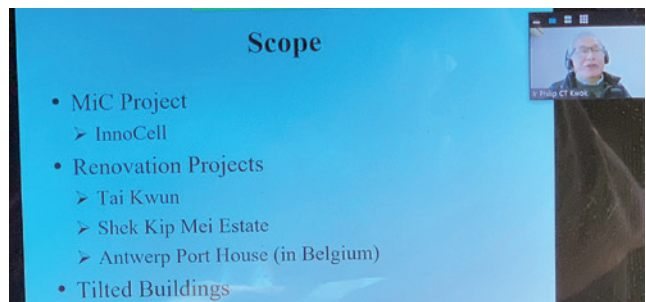 Scope
• MiC Project
➢ InnoCell
• Renovation Projects
➢ Tai Kwun
➢ Shek Kip Mei Estate
➢ Antwerp Port House (in Belgium)
• Tilted Buildings
Ir Philip CT Kwok